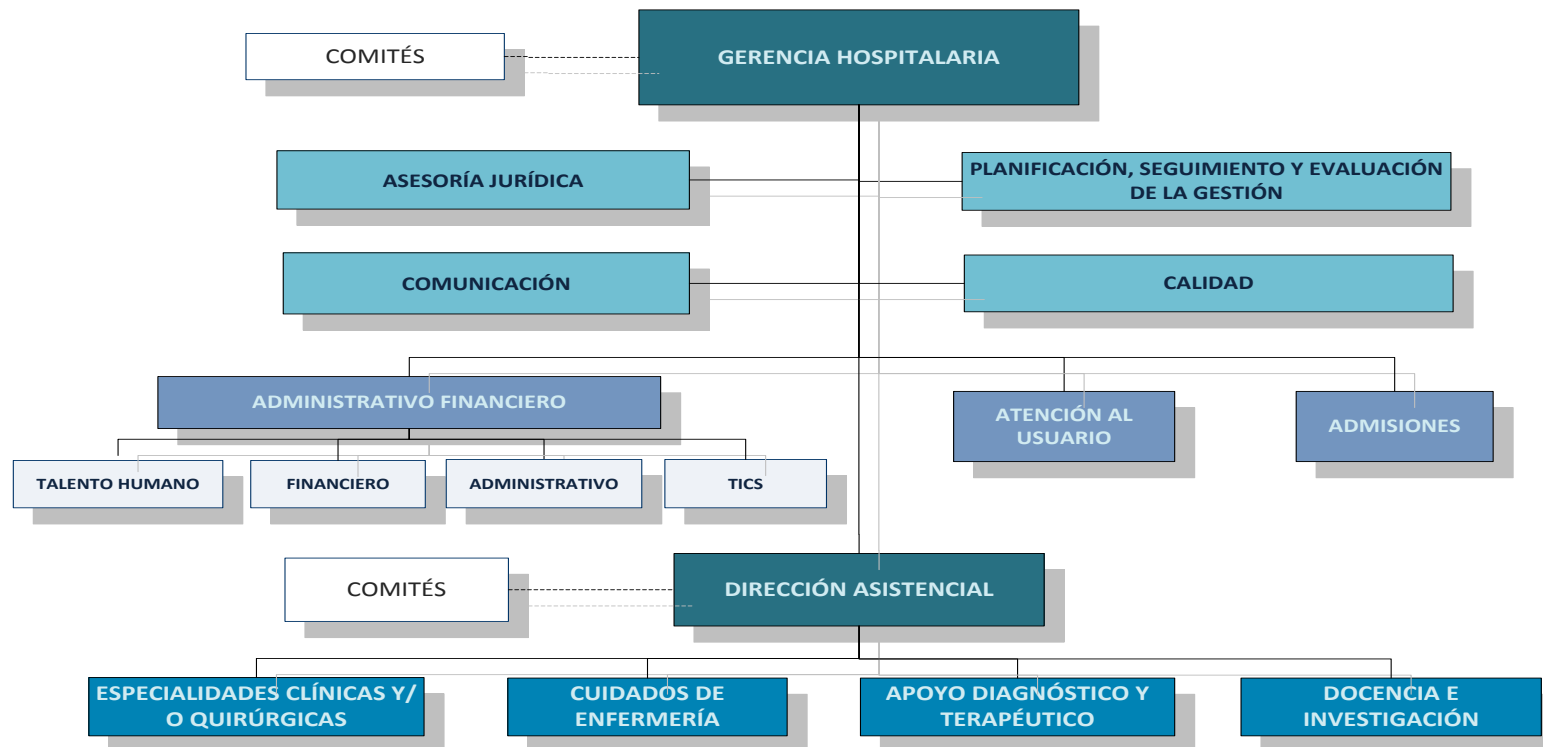 COMITÉS
GERENCIA HOSPITALARIA
ASESORÍA JURÍDICA
PLANIFICACIÓN, SEGUIMIENTO Y EVALUACIÓN
DE LA GESTIÓN
COMUNICACIÓN
CALIDAD
ADMINISTRATIVO FINANCIERO
ATENCIÓN AL
USUARIO
ADMISIONES
TALENTO HUMANO
FINANCIERO
ADMINISTRATIVO
TICS
COMITÉS
DIRECCIÓN ASISTENCIAL
ESPECIALIDADES CLÍNICAS Y/
O QUIRÚRGICAS
CUIDADOS DE
ENFERMERÍA
APOYO DIAGNÓSTICO Y
TERAPÉUTICO
DOCENCIA E
INVESTIGACIÓN